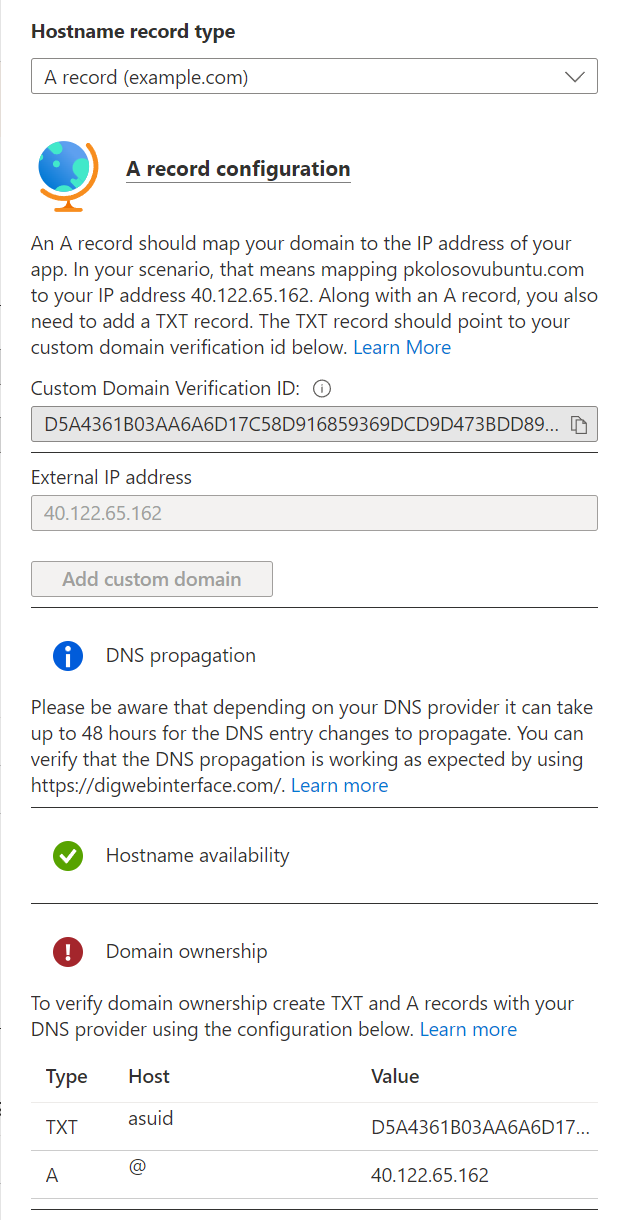 Hostname record type
A record (example.com)
A record configuration
An A record should map your domain to the IP address of your
app. In your scenario, that means mapping pkolosovubuntu.com
to your IP address 40.122.65.162. Along with an A record, you also
need to add a TXT record. The TXT record should point to your
custom domain verification id below. Learn More
Custom Domain Verification ID:
D5A4361B03AA6A6D17C58D916859369DCD9D473BDD89...
External IP address
40.122.65.162
Add custom domain
DNS propagation
Please be aware that depending on your DNS provider it can take
up to 48 hours for the DNS entry changes to propagate. You can
verify that the DNS propagation is working as expected by using
https://digwebinterface.com/. Learn more
Hostname availability
Domain ownership
To verify domain ownership create TXT and A records with your
DNS provider using the configuration below. Learn more
Type Host Value
TXT asuid D5A4361B03AA6A6D17...
A @ 40.122.65.162